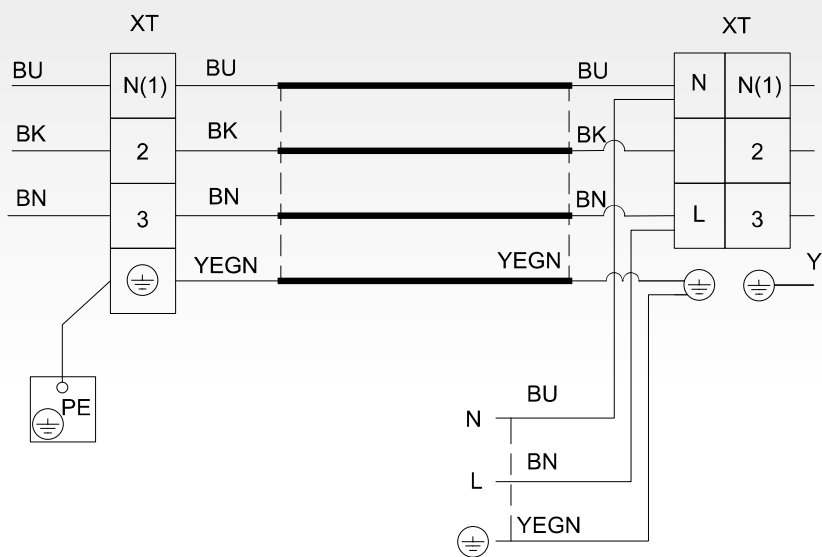 XT XT
BU BU BU
N(1) N N(1)
BK BK BK
2 2
BN BN BN
3 L 3
YEGN YEGN Y
PE
N BU
L BN
YEGN